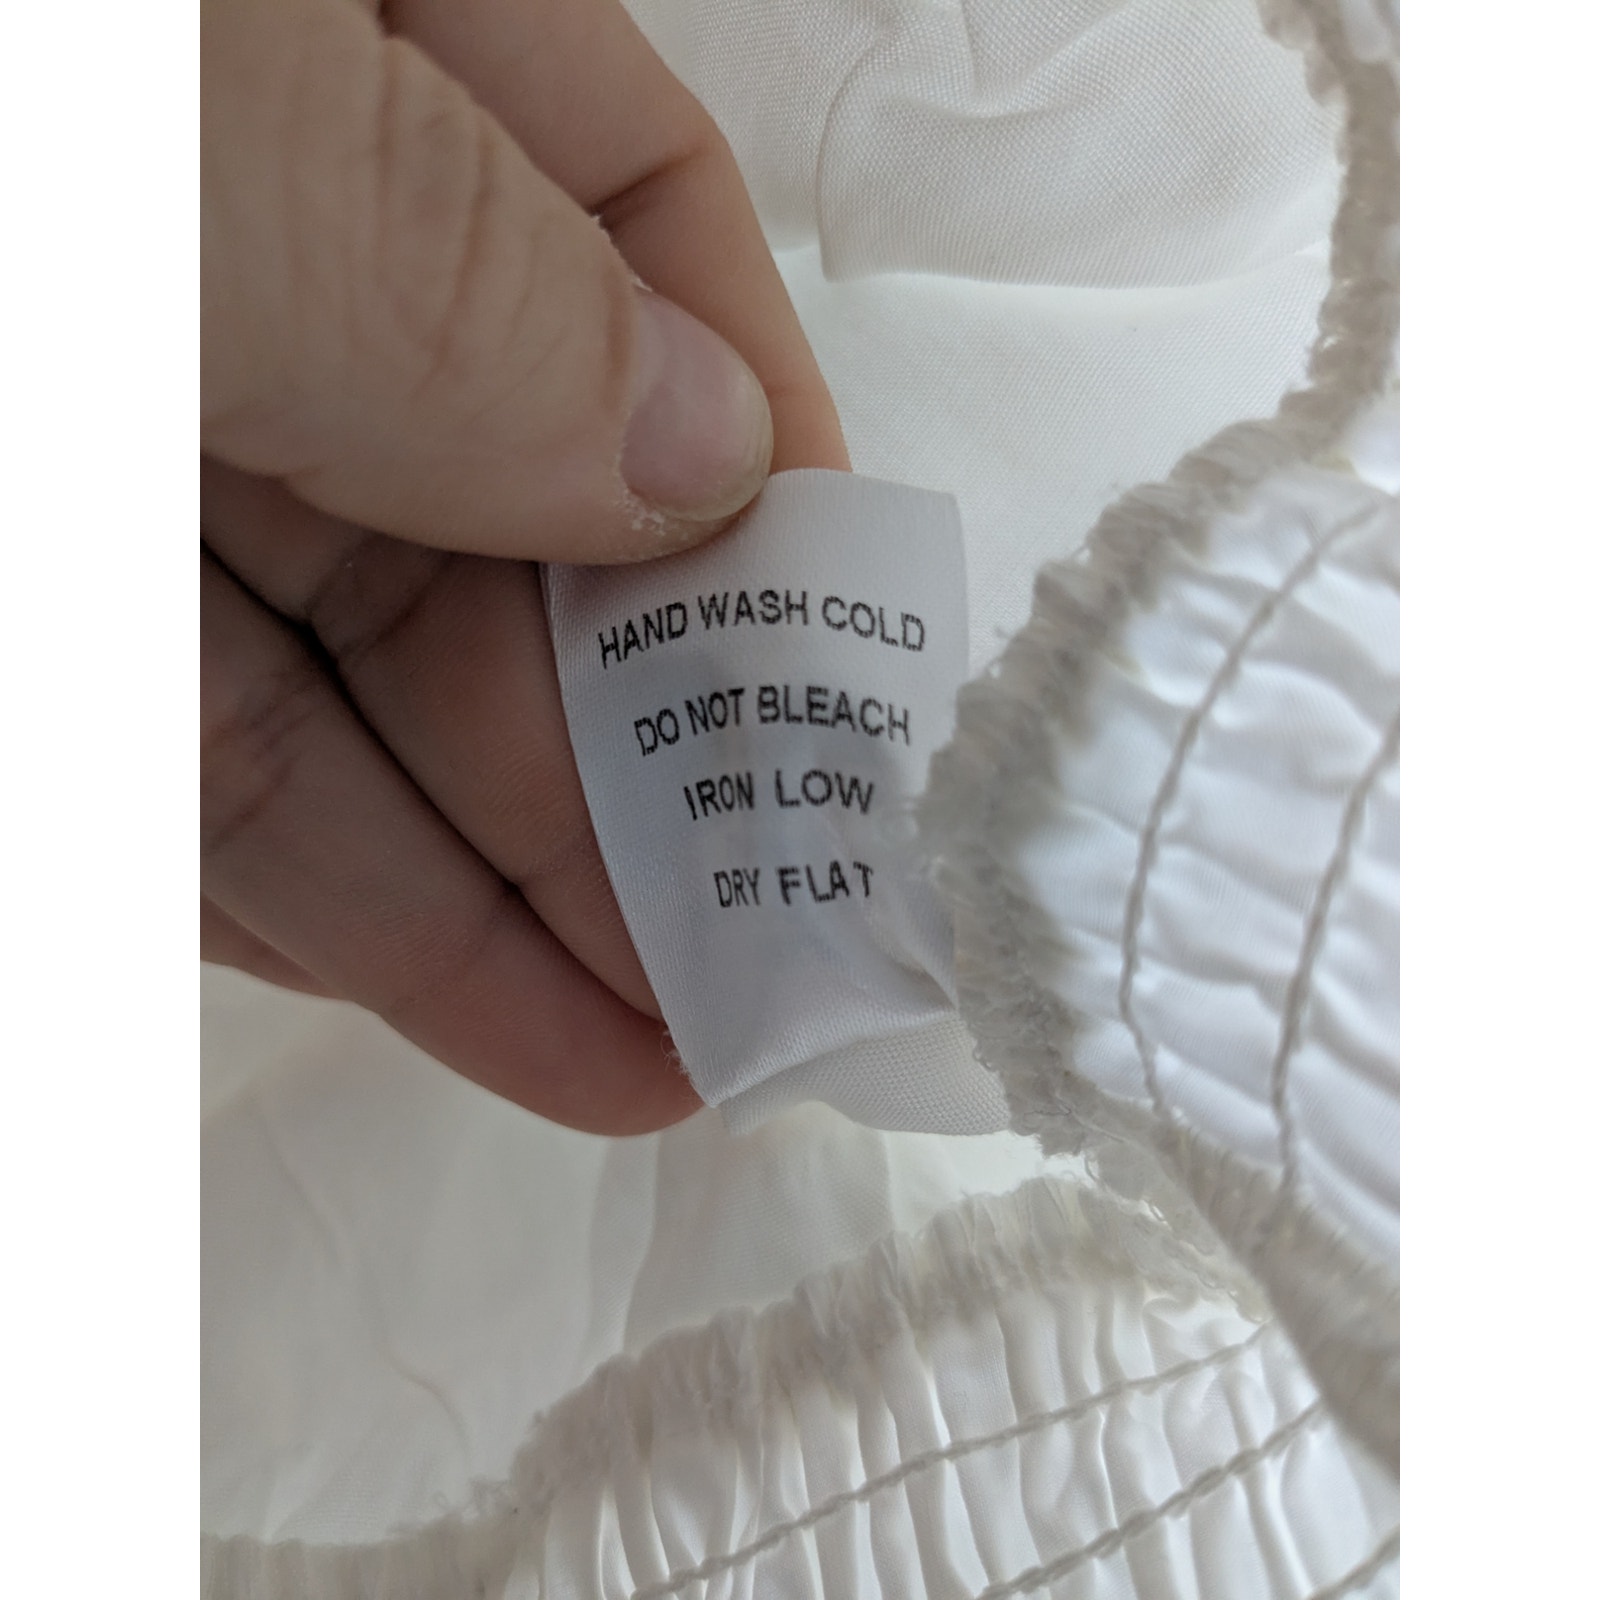 HAND WASH COLD
DO NOT BLEACH
IRON LOW
DRY FLAT